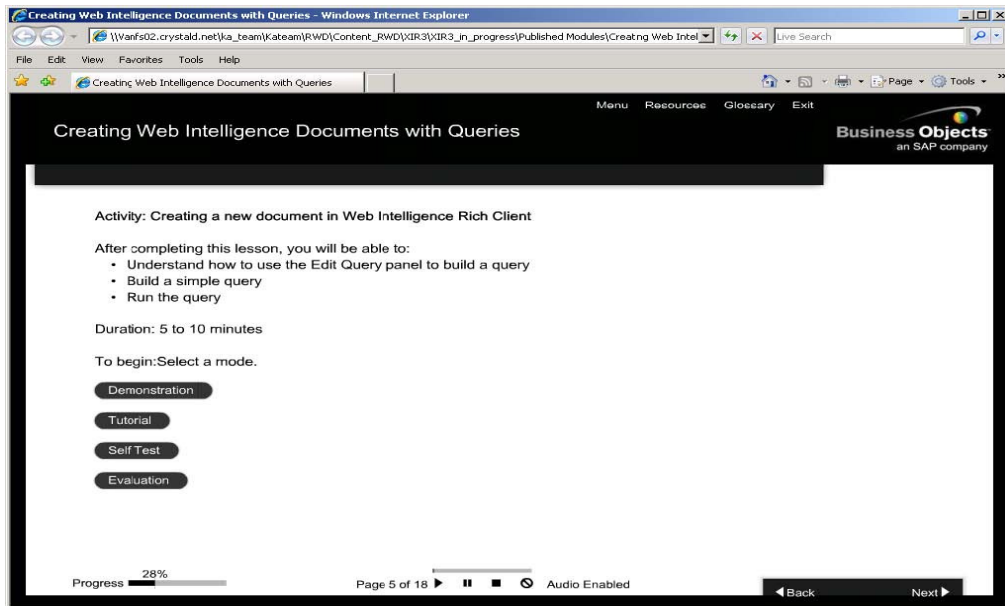 Creating Web Intelligence Documents with Queries - Windows Internet Explorer
\\Vanfs02.crystald.net\ka_team\Kateam\RWD\Content_RWD\XIR3\XIR3_in_progress\Published Modules\Creatng Web Intel
Live Search
File Edit View Favorites Tools Help
Creating Web Intelligence Documents with Queries
Page Tools »
Menu Resources Glossary Exit
Creating Web Intelligence Documents with Queries
Business Objects
an SAP company
Activity: Creating a new document in Web Intelligence Rich Client
After completing this lesson, you will be able to:
• Understand how to use the Edit Query panel to build a query
• Build a simple query
• Run the query
Duration: 5 to 10 minutes
To begin:Select a mode.
Demonstration
Tutorial
Self Test
Evaluation
28%
Progress
Page 5 of 18
Audio Enabled
Back
Next